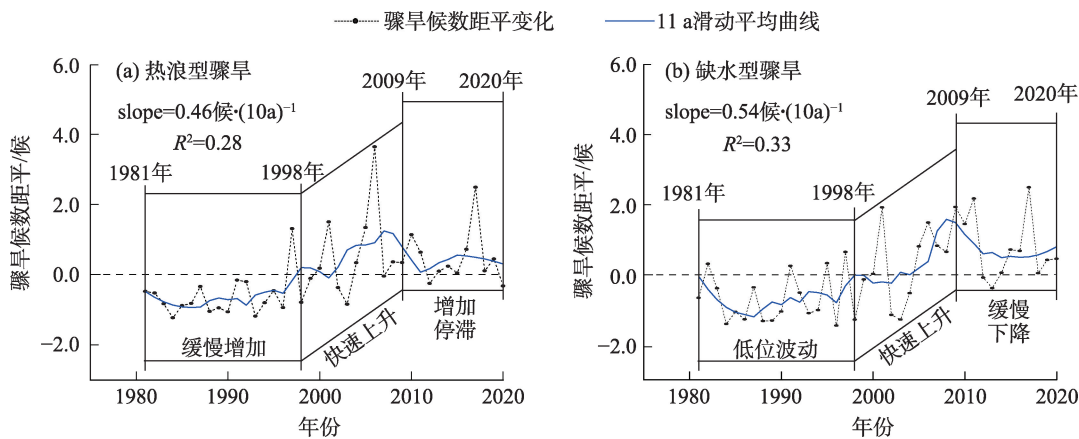 骤旱候数距平变化 11 a滑动平均曲线
(a) 热浪型骤旱
slope=0.46候·(10a)⁻¹
R²=0.28
1981年
1998年
2009年
2020年
缓慢增加
快速上升
增加
停滞
骤旱候数距平/候
6.0
4.0
2.0
0.0
−2.0
1980 1990 2000 2010 2020
年份
(b) 缺水型骤旱
slope=0.54候·(10a)⁻¹
R²=0.33
1981年
1998年
2009年
2020年
低位波动
快速上升
缓慢
下降
骤旱候数距平/候
6.0
4.0
2.0
0.0
−2.0
1980 1990 2000 2010 2020
年份